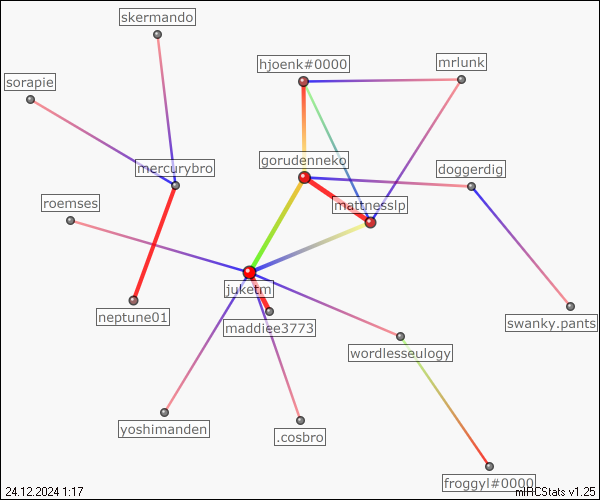 skermando
hjoenk#0000
mrlunk
sorapie
gorudenneko
mercurybro
doggerdig
roemses
mattnesslp
juketm
neptune01
maddiee3773
swanky.pants
wordlesseulogy
yoshimanden
.cosbro
froggyl#0000
24.12.2024 1:17
mIRCStats v1.25